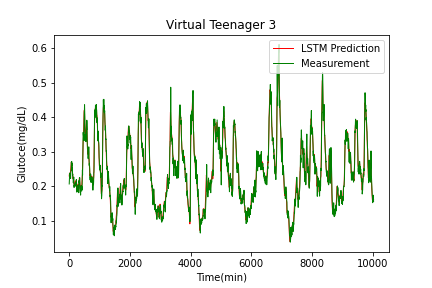 Virtual Teenager 3
LSTM Prediction
Measurement
Glutoce(mg/dL)
0.6
0.5
0.4
0.3
0.2
0.1
0
2000
4000
6000
8000
10000
Time(min)